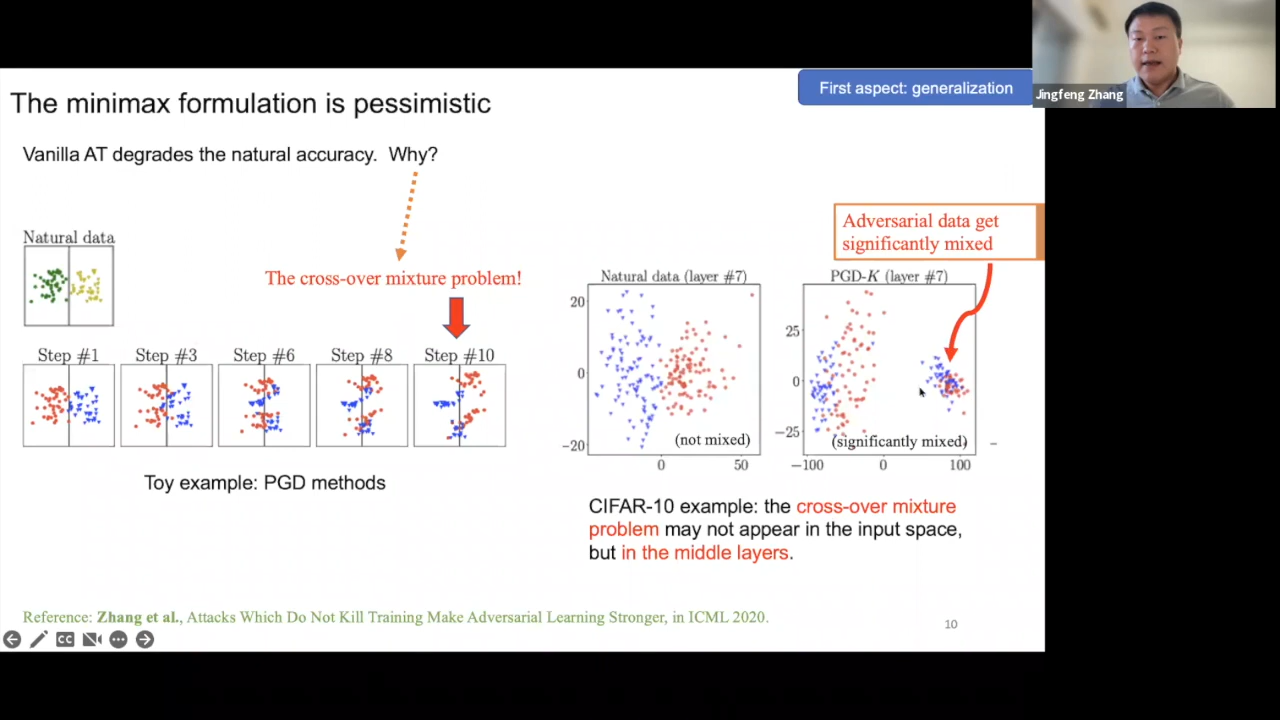 First aspect: generalization
Jingfeng Zhang
The minimax formulation is pessimistic
Vanilla AT degrades the natural accuracy. Why?
Adversarial data get
significantly mixed
Natural data
The cross-over mixture problem!
Step #1 Step #3 Step #6 Step #8 Step #10
Toy example: PGD methods
Natural data (layer #7)
20
0
−20
(not mixed)
0 50
PGD-K (layer #7)
25
0
−25
(significantly mixed)
−100 0 100
CIFAR-10 example: the cross-over mixture
problem may not appear in the input space,
but in the middle layers.
Reference: Zhang et al., Attacks Which Do Not Kill Training Make Adversarial Learning Stronger, in ICML 2020.
10
CC